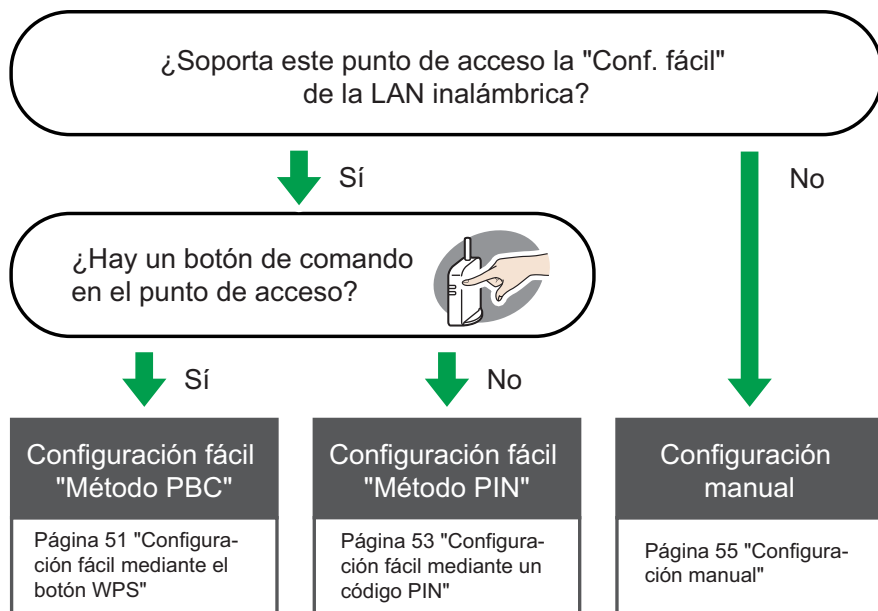 ¿Soporta este punto de acceso la "Conf. fácil"
de la LAN inalámbrica?
Sí
No
¿Hay un botón de comando
en el punto de acceso?
Sí
No
Configuración fácil
"Método PBC"
Página 51 "Configura-
ción fácil mediante el
botón WPS"
Configuración fácil
"Método PIN"
Página 53 "Configura-
ción fácil mediante un
código PIN"
Configuración
manual
Página 55 "Configura-
ción manual"